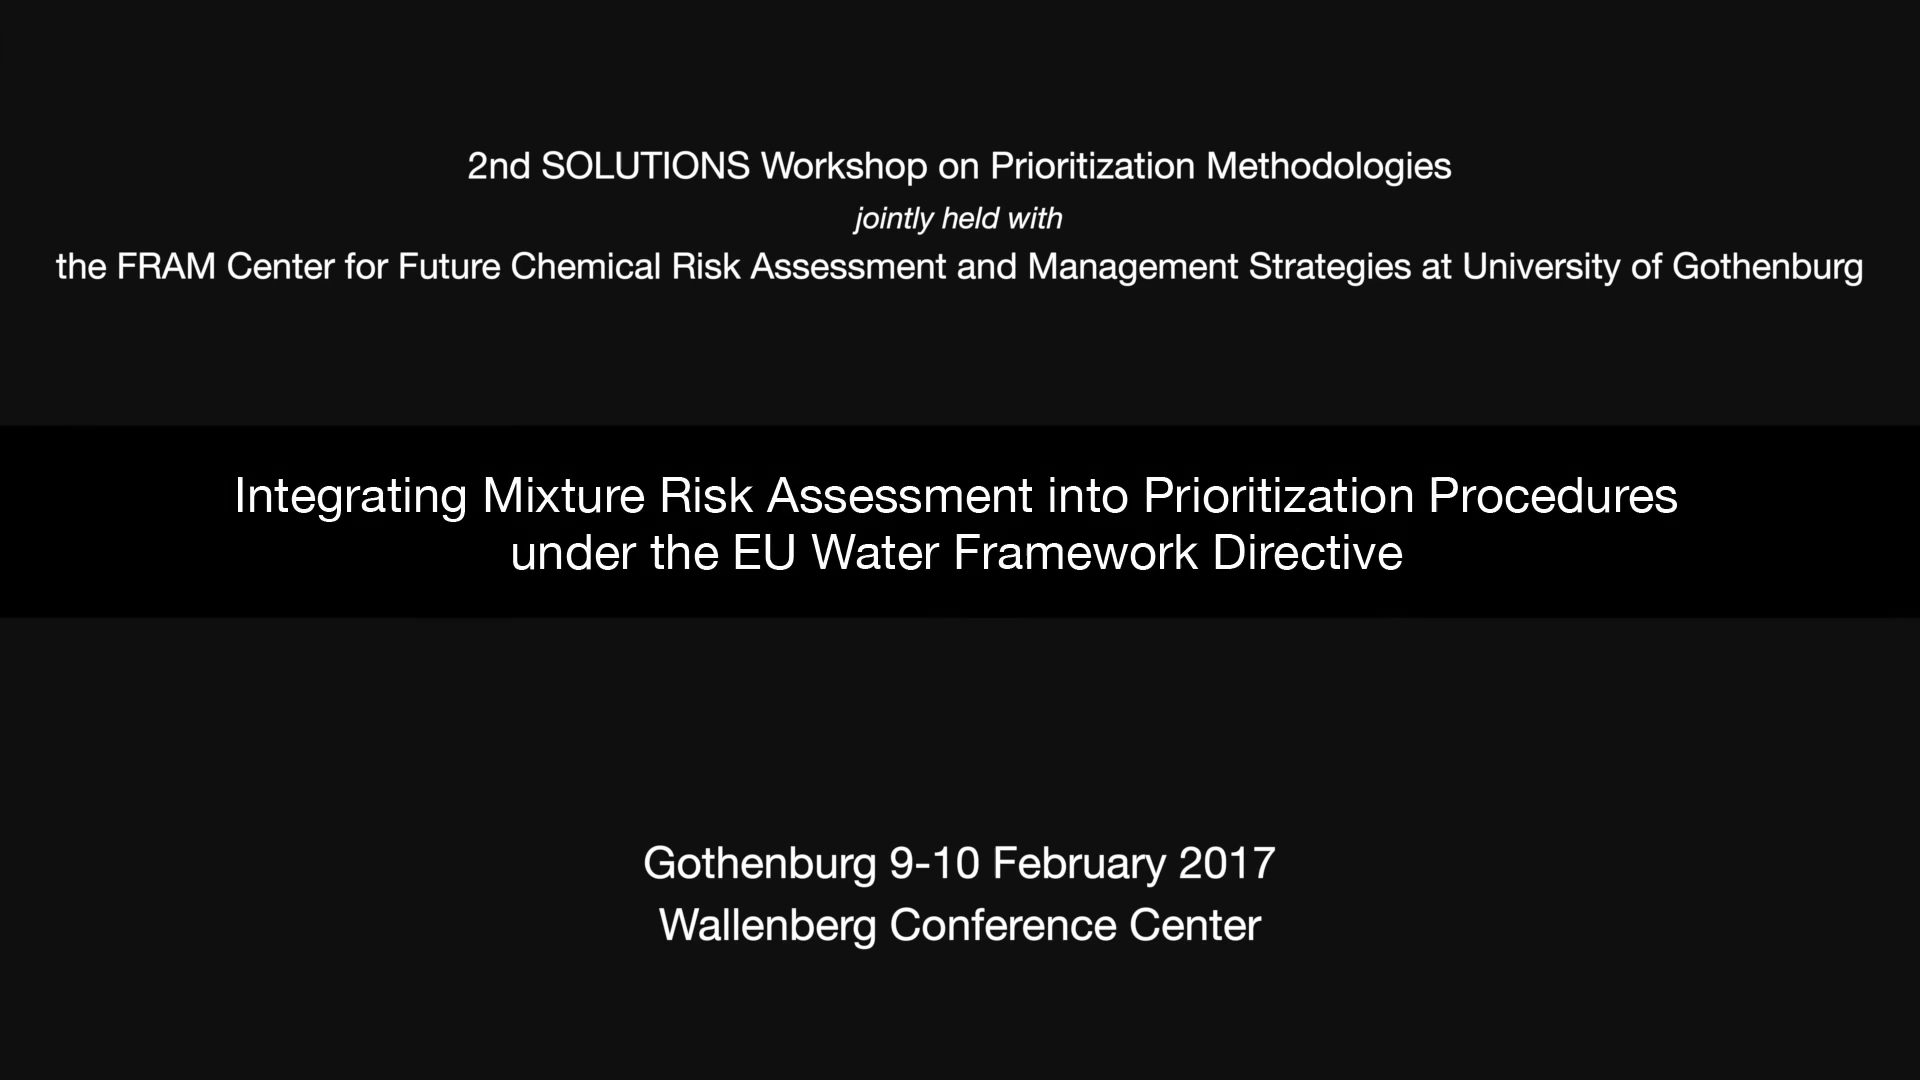 2nd SOLUTIONS Workshop on Prioritization Methodologies
jointly held with
the FRAM Center for Future Chemical Risk Assessment and Management Strategies at University of Gothenburg
Integrating Mixture Risk Assessment into Prioritization Procedures
under the EU Water Framework Directive
Gothenburg 9-10 February 2017
Wallenberg Conference Center